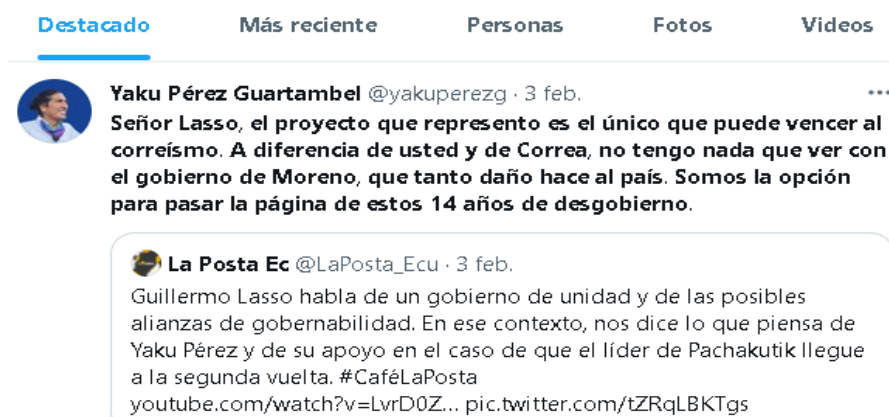 Destacado Más reciente Personas Fotos Videos
Yaku Pérez Guartambel @yakuperezg · 3 feb.
Señor Lasso, el proyecto que represento es el único que puede vencer al
correísmo. A diferencia de usted y de Correa, no tengo nada que ver con
el gobierno de Moreno, que tanto daño hace al país. Somos la opción
para pasar la página de estos 14 años de desgobierno.
La Posta Ec @LaPosta_Ecu · 3 feb.
Guillermo Lasso habla de un gobierno de unidad y de las posibles
alianzas de gobernabilidad. En ese contexto, nos dice lo que piensa de
Yaku Pérez y de su apoyo en el caso de que el líder de Pachakutik llegue
a la segunda vuelta. #CaféLaPosta
youtube.com/watch?v=LvrD0Z... pic.twitter.com/tZRqLBKTgs